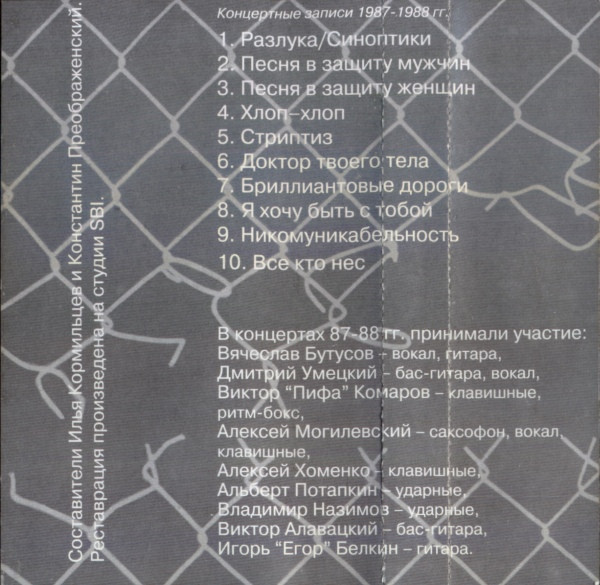 Концертные записи 1987-1988 гг.
1. Разлука/Синоптики
2. Песня в защиту мужчин
3. Песня в защиту женщин
4. Хлоп-хлоп
5. Стриптиз
6. Доктор твоего тела
7. Бриллиантовые дороги
8. Я хочу быть с тобой
9. Никомуникабельность
10. Все кто нес
В концертах 87-88 гг. принимали участие:
Вячеслав Бутусов – вокал, гитара,
Дмитрий Умецкий – бас-гитара, вокал,
Виктор "Пифа" Комаров – клавишные,
ритм-бокс,
Алексей Могилевский – саксофон, вокал,
клавишные,
Алексей Хоменко – клавишные,
Альберт Потапкин – ударные,
Владимир Назимов – ударные,
Виктор Алавацкий – бас-гитара,
Игорь "Егор" Белкин – гитара.
Составители Илья Кормильцев и Константин Преображенский.
Реставрация произведена на студии SBI.